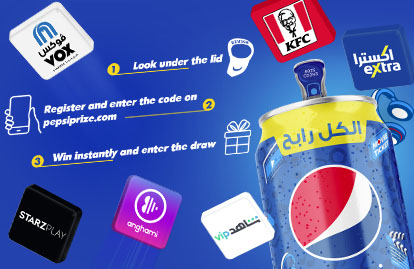 ڤوكس
VOX
KFC
اكسترا
extra
1 Look under the lid
Register and enter the code on 2
pepsiprize.com
3 Win instantly and enter the draw
الكل رابح
STARZPLAY
anghami
شاهد vip